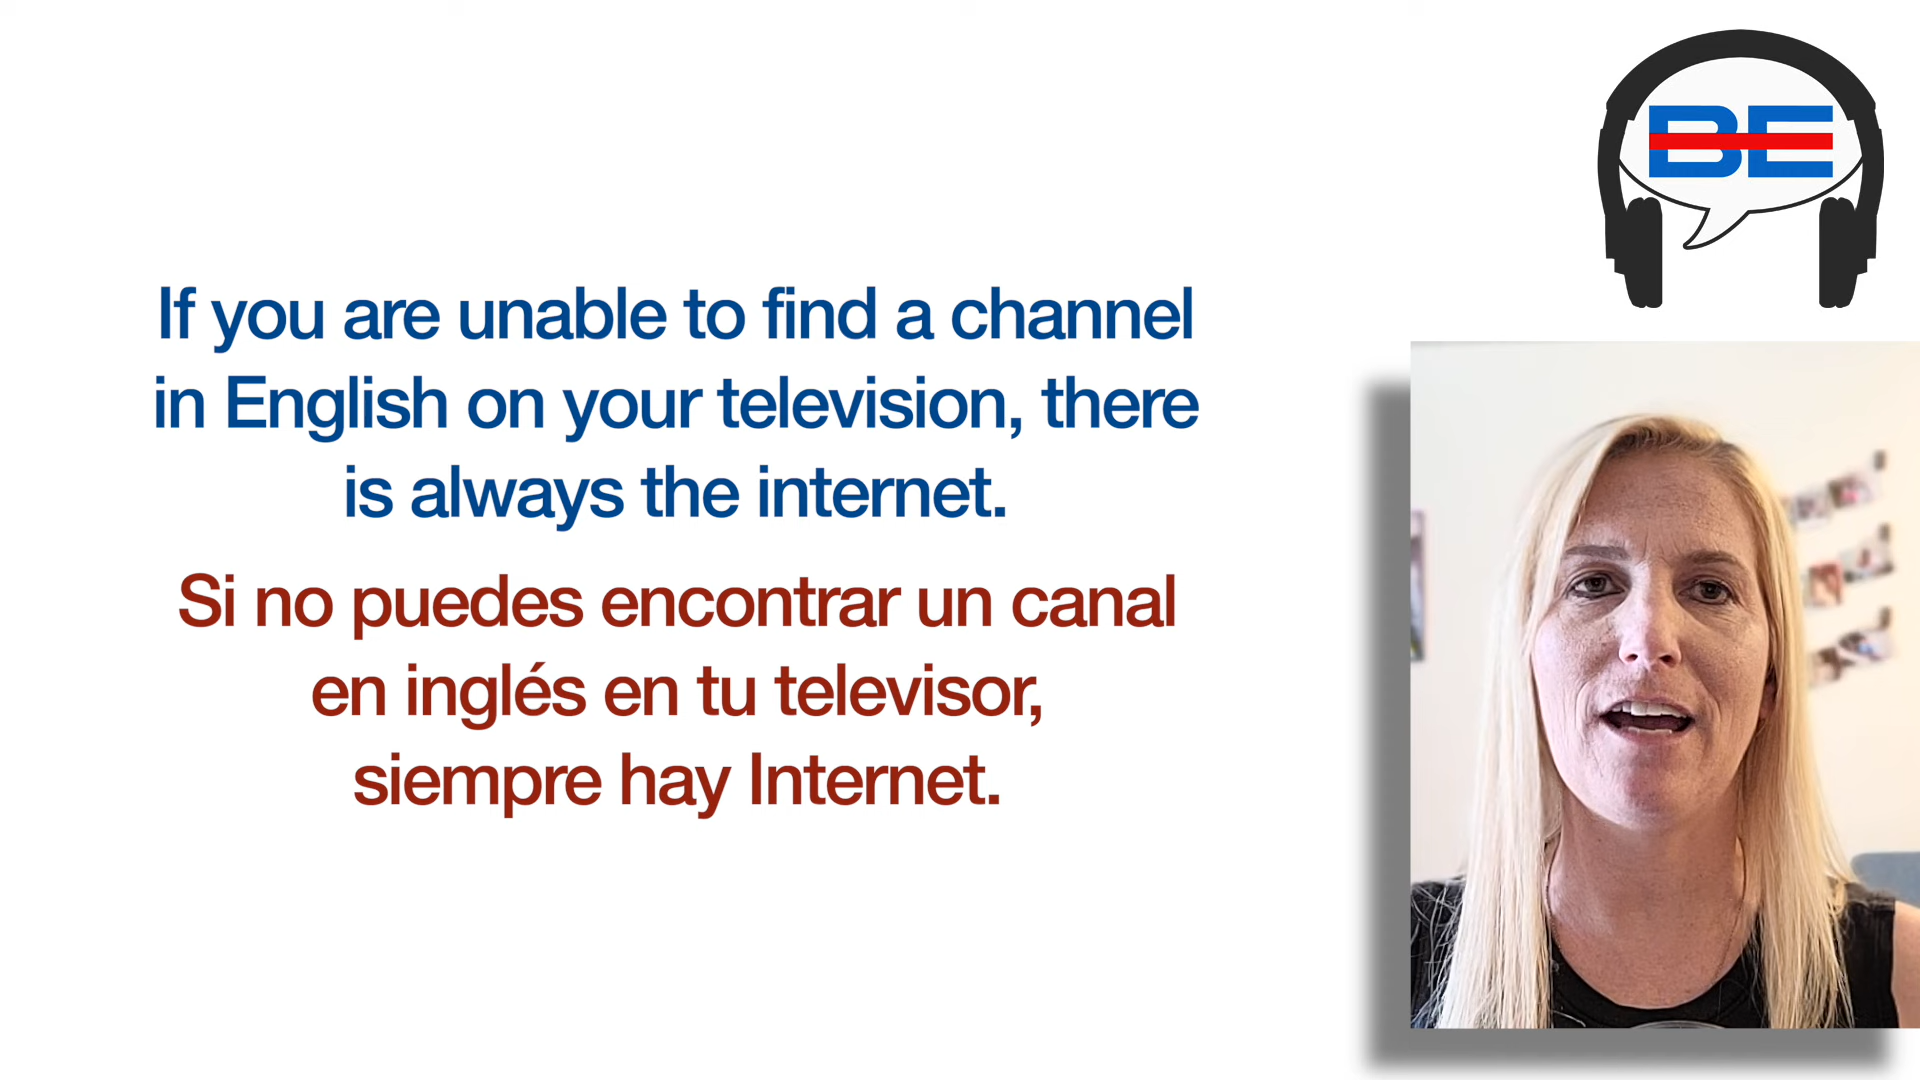 BE
If you are unable to find a channel
in English on your television, there
is always the internet.
Si no puedes encontrar un canal
en inglés en tu televisor,
siempre hay Internet.